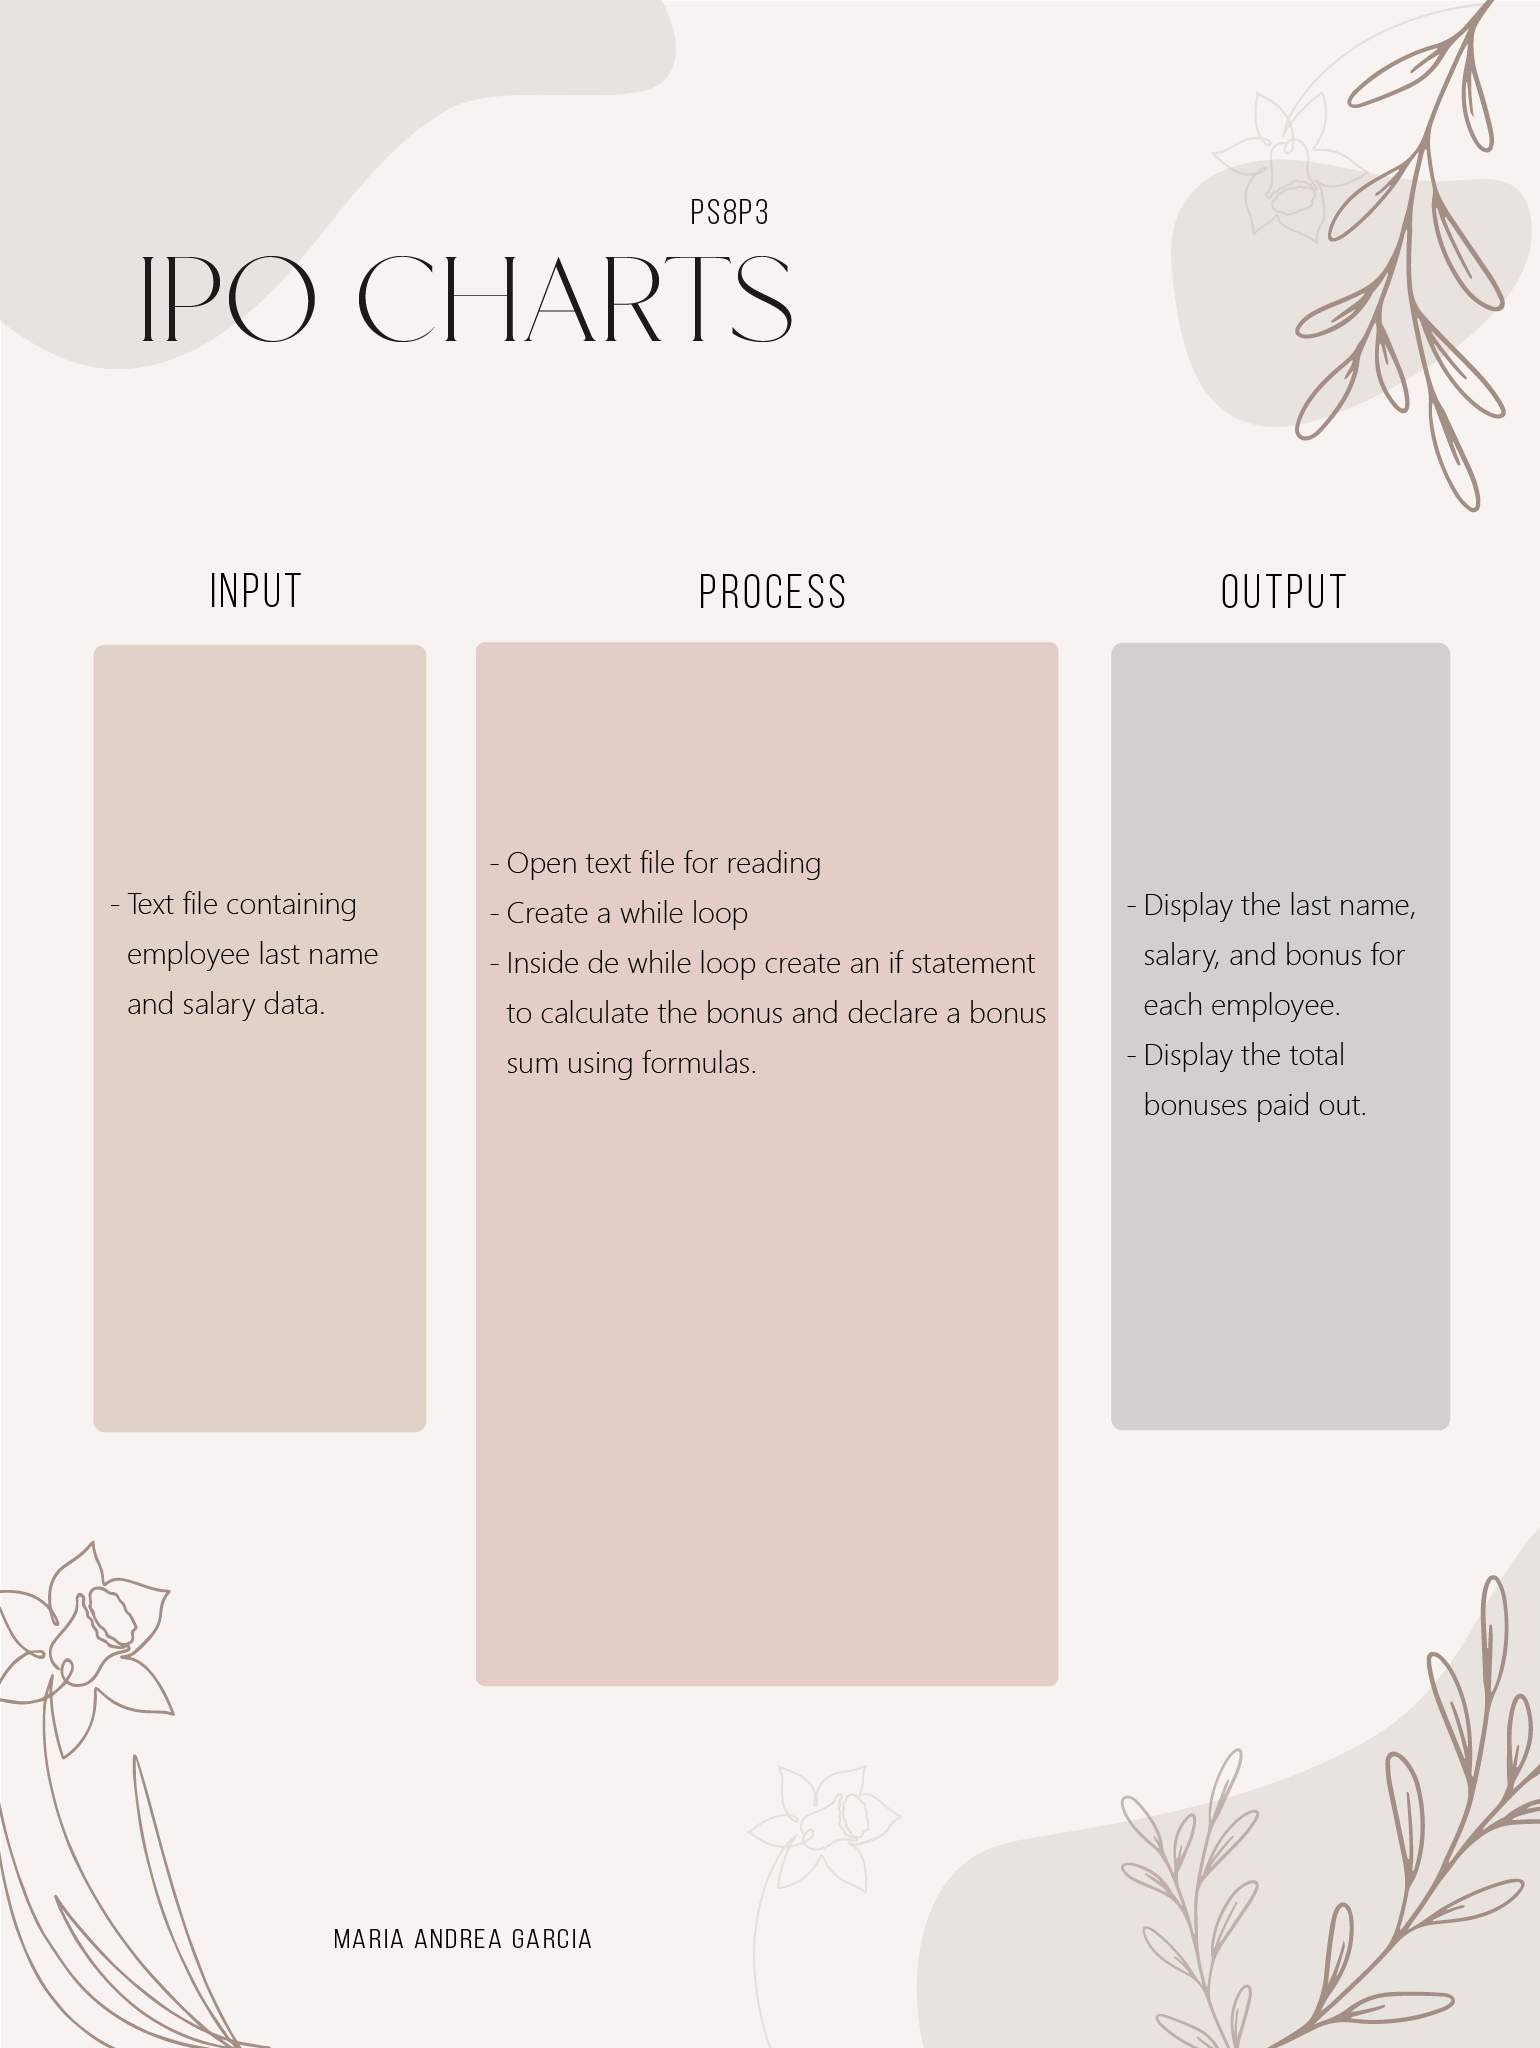 PS8P3
IPO CHARTS
INPUT
- Text file containing
employee last name
and salary data.
PROCESS
- Open text file for reading
- Create a while loop
- Inside de while loop create an if statement
to calculate the bonus and declare a bonus
sum using formulas.
OUTPUT
- Display the last name,
salary, and bonus for
each employee.
- Display the total
bonuses paid out.
MARIA ANDREA GARCIA